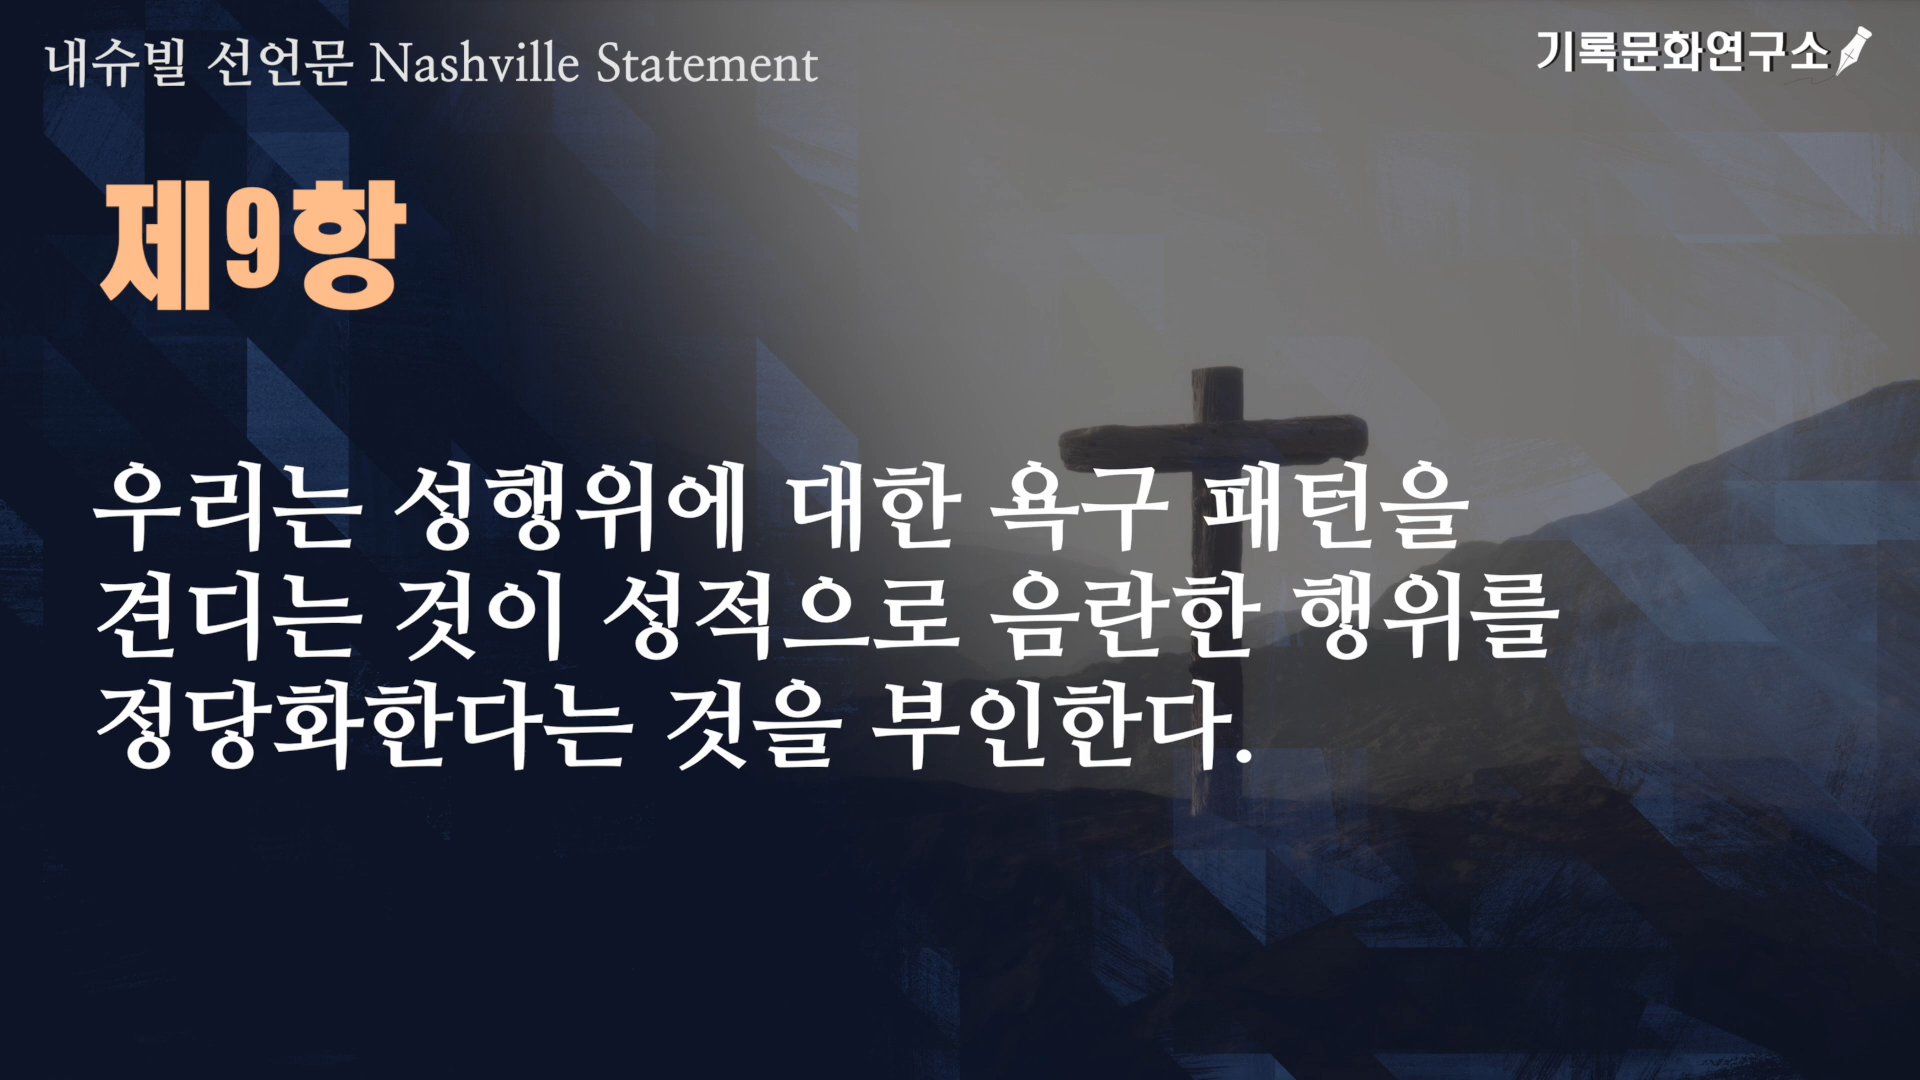 내슈빌 선언문 Nashville Statement
기록문화연구소
제9항
우리는 성행위에 대한 욕구 패턴을
견디는 것이 성적으로 음란한 행위를
정당화한다는 것을 부인한다.